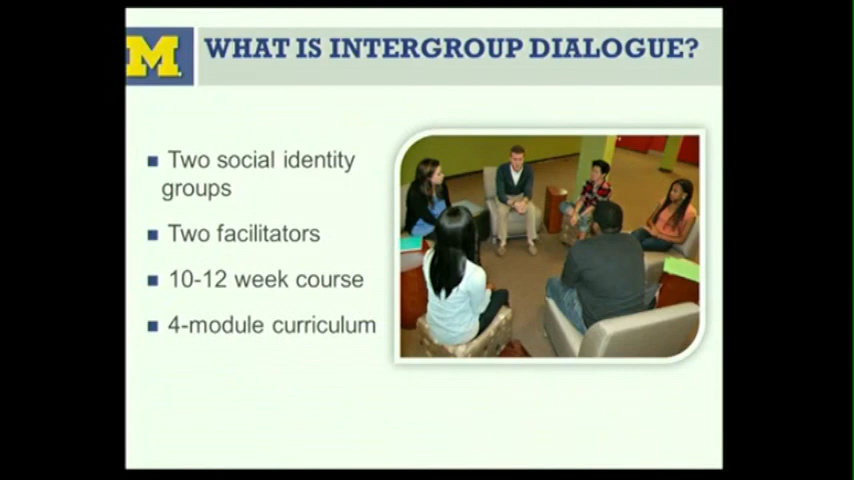 M
WHAT IS INTERGROUP DIALOGUE?
Two social identity
groups
Two facilitators
10-12 week course
4-module curriculum